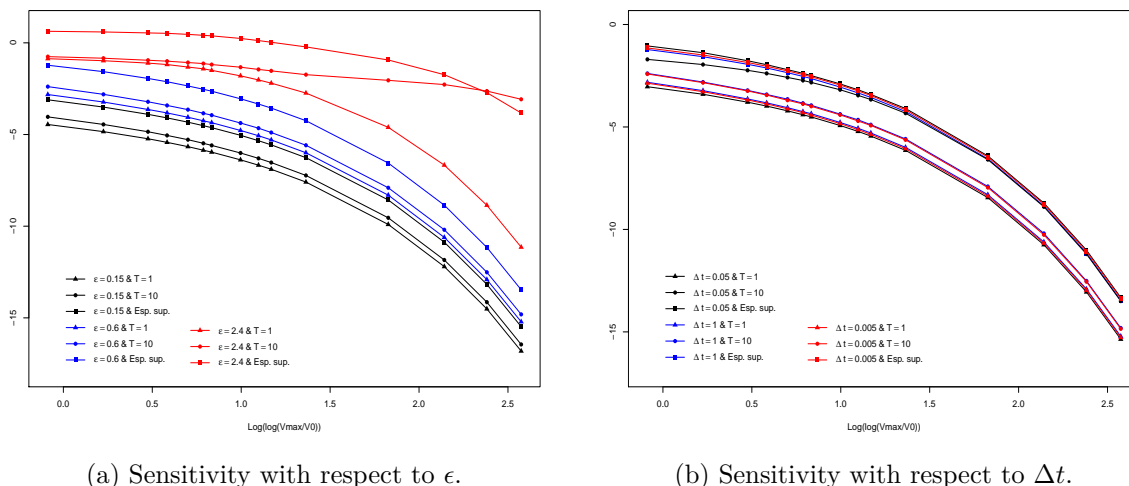 0
−5
−10
−15
ε = 0.15 & T = 1
ε = 0.15 & T = 10
ε = 0.15 & Esp. sup.
ε = 0.6 & T = 1
ε = 0.6 & T = 10
ε = 0.6 & Esp. sup.
ε = 2.4 & T = 1
ε = 2.4 & T = 10
ε = 2.4 & Esp. sup.
0.0 0.5 1.0 1.5 2.0 2.5
Log(log(Vmax/V0))
(a) Sensitivity with respect to ϵ.
0
−5
−10
−15
Δ t = 0.05 & T = 1
Δ t = 0.05 & T = 10
Δ t = 0.05 & Esp. sup.
Δ t = 1 & T = 1
Δ t = 1 & T = 10
Δ t = 1 & Esp. sup.
Δ t = 0.005 & T = 1
Δ t = 0.005 & T = 10
Δ t = 0.005 & Esp. sup.
0.0 0.5 1.0 1.5 2.0 2.5
Log(log(Vmax/V0))
(b) Sensitivity with respect to Δt.